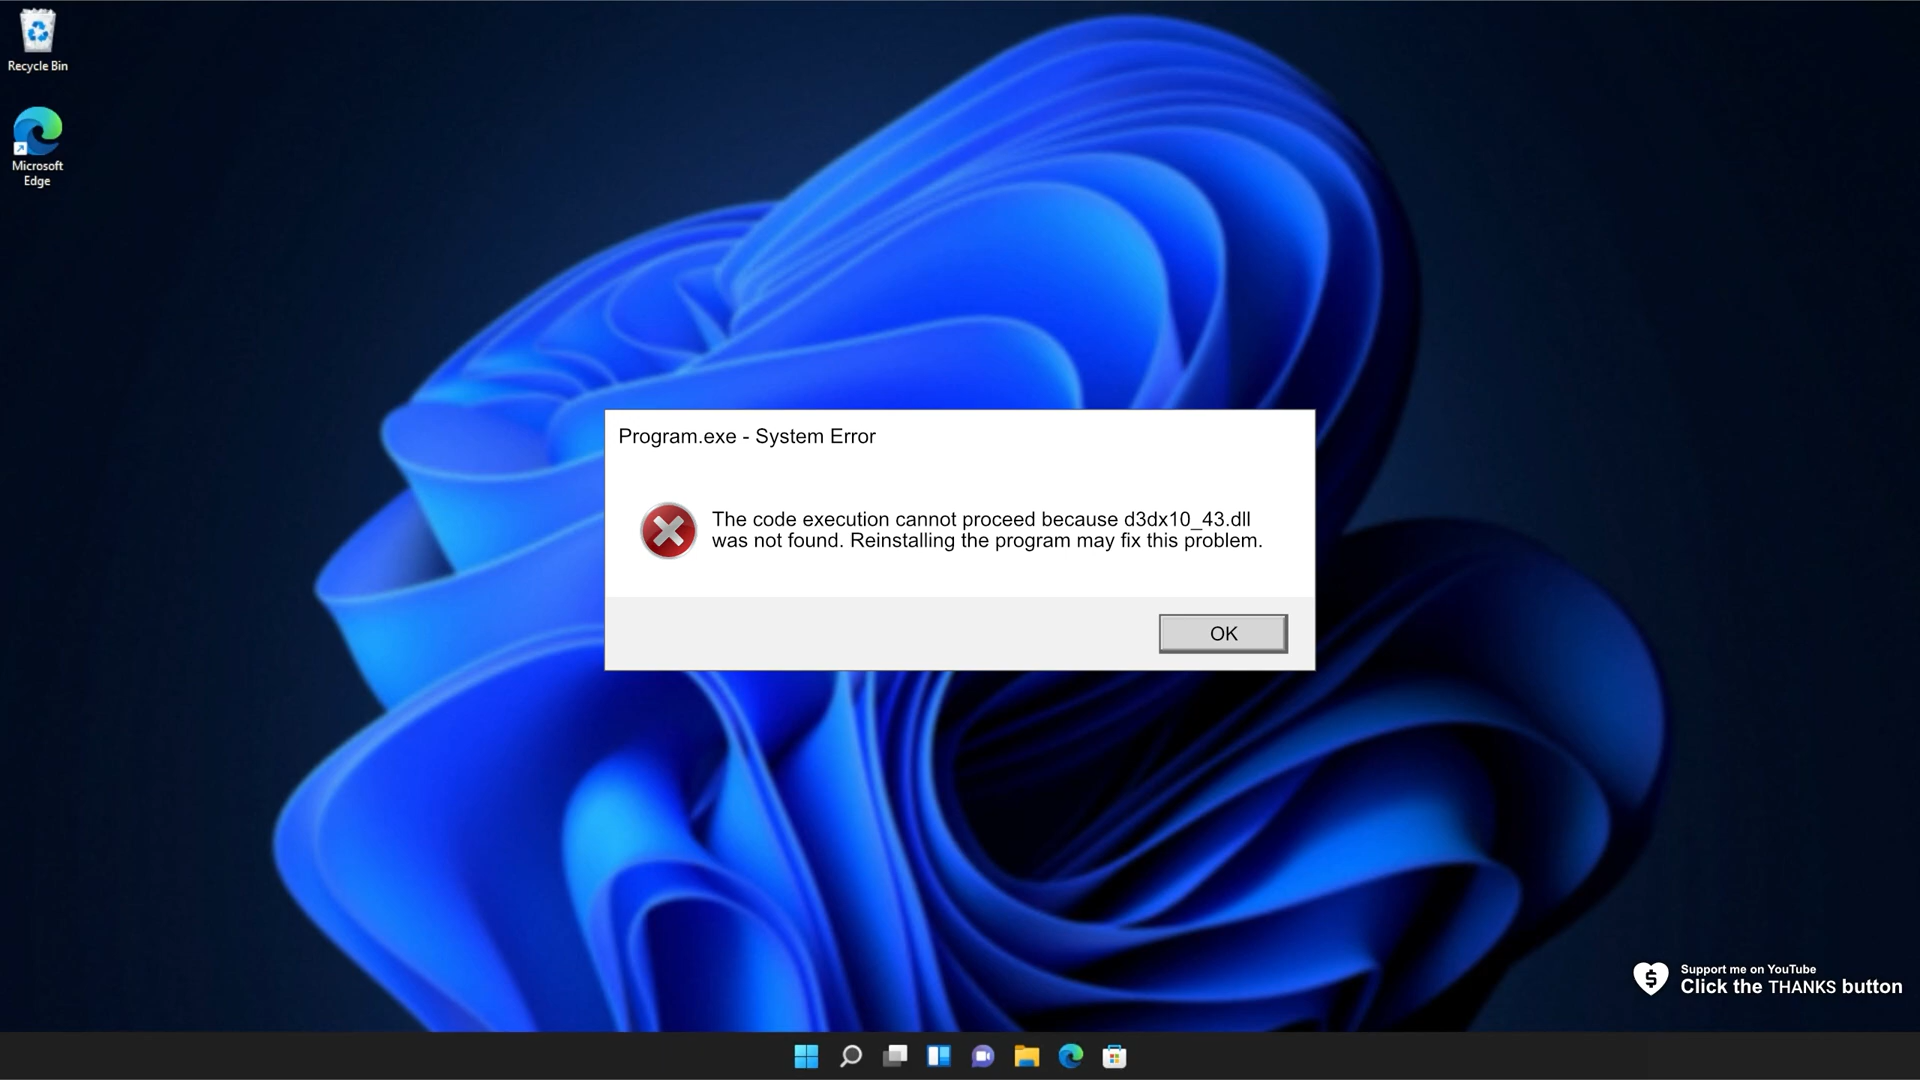 Recycle Bin
Microsoft
Edge
Program.exe - System Error
The code execution cannot proceed because d3dx10_43.dll
was not found. Reinstalling the program may fix this problem.
OK
Support me on YouTube
Click the THANKS button